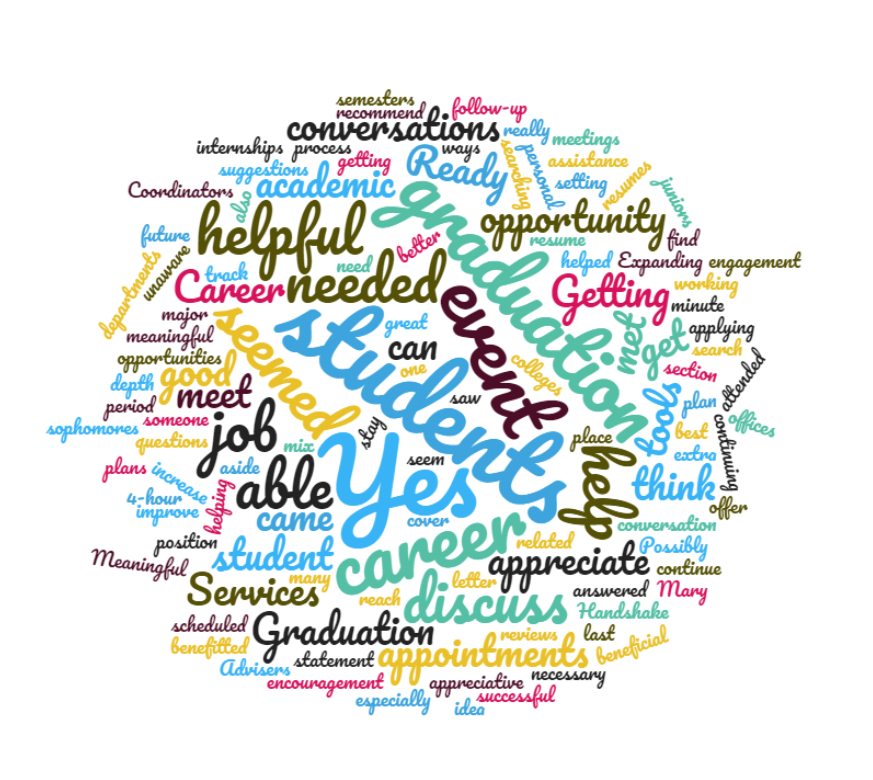 semesters
recommend
follow-up
conversations
really
meetings
internships
process
ways
searching
personal
assistance
suggestions
getting
Ready
setting
resumes
juniors
Coordinators
also
academic
graduation
opportunity
future
helpful
better
resume
find
departments
unaware
track
need
helped
Expanding
engagement
Career
needed
event
Getting
working
minute
major
seemed
students
great
met
get
applying
meaningful
can
search
opportunities
good
one
colleges
section
attended
depth
meet
saw
tools
plan
period
someone
job
stay
best
continuing
offices
sophomores
questions
mix
Yes
seem
place
help
extra
plans
increase
aside
able
think
4-hour
improve
helping
came
cover
offer
conversation
position
student
career
related
appreciate
Possibly
Meaningful
many
letter
continue
Services
reach
discuss
answered
Mary
Handshake
scheduled
Graduation
reviews
last
benefitted
statement
appointments
beneficial
Advisers
necessary
encouragement
appreciative
successful
especially
idea